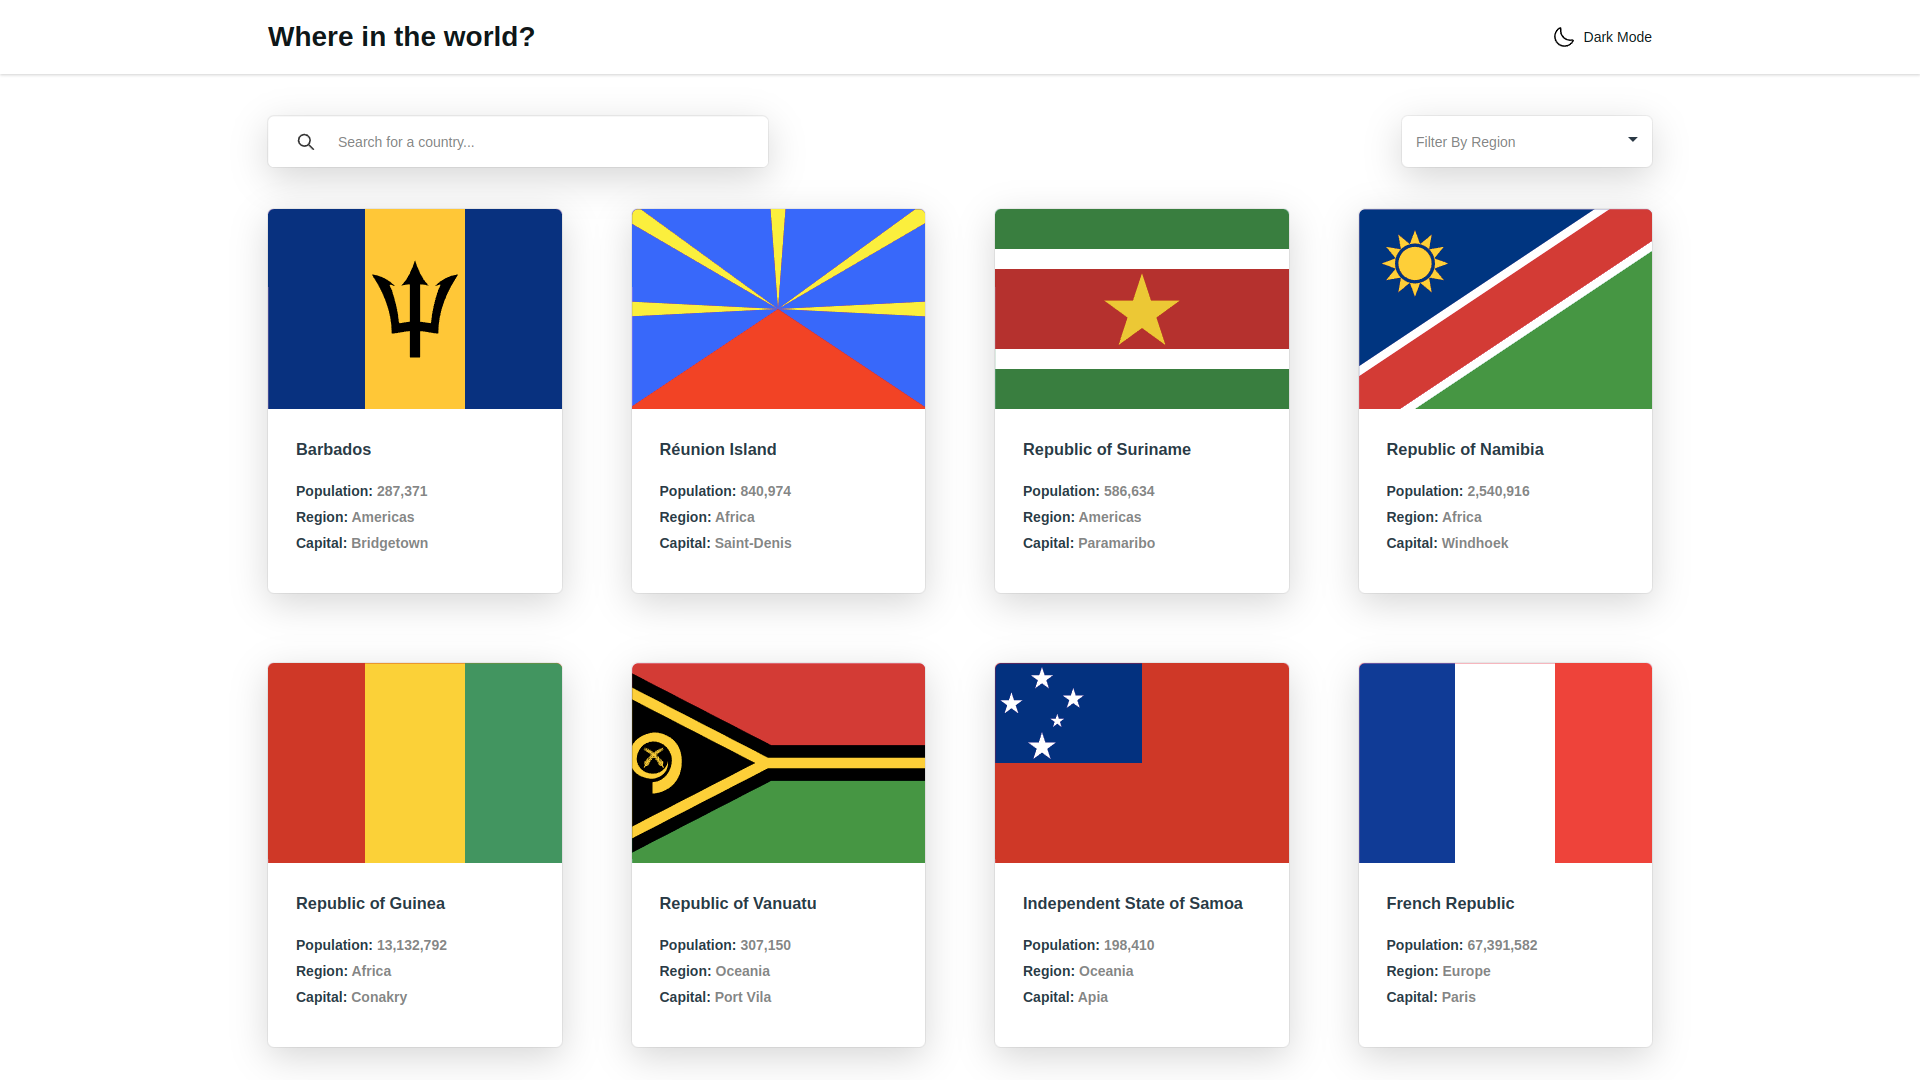 Where in the world?
Dark Mode
Search for a country...
Filter By Region
Barbados
Population: 287,371
Region: Americas
Capital: Bridgetown
Réunion Island
Population: 840,974
Region: Africa
Capital: Saint-Denis
Republic of Suriname
Population: 586,634
Region: Americas
Capital: Paramaribo
Republic of Namibia
Population: 2,540,916
Region: Africa
Capital: Windhoek
Republic of Guinea
Population: 13,132,792
Region: Africa
Capital: Conakry
Republic of Vanuatu
Population: 307,150
Region: Oceania
Capital: Port Vila
Independent State of Samoa
Population: 198,410
Region: Oceania
Capital: Apia
French Republic
Population: 67,391,582
Region: Europe
Capital: Paris